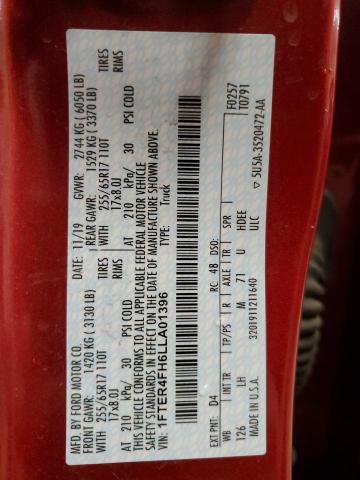 MFD. BY FORD MOTOR CO.
DATE: 11/19 GVWR: 2744 KG ( 6050 LB)
FRONT GAWR: 1420 KG ( 3130 LB) REAR GAWR: 1529 KG ( 3370 LB)
WITH 255/65R17 110T TIRES WITH 255/65R17 110T TIRES
17x8.0J RIMS 17x8.0J RIMS
AT 210 kPa/ 30 PSI COLD AT 210 kPa/ 30 PSI COLD
THIS VEHICLE CONFORMS TO ALL APPLICABLE FEDERAL MOTOR VEHICLE
SAFETY STANDARDS IN EFFECT ON THE DATE OF MANUFACTURE SHOWN ABOVE.
VIN: 1FTER4FH6LLA01396
TYPE: Truck
F0257
T0791
EXT PNT: D4 RC: 48 DSO:
WB INT TR TP/PS R AXLE TR SPR
126 LH M 71 U HDEE
ULC
3201911211640
MADE IN U.S.A.
5U5A-3520472-AA